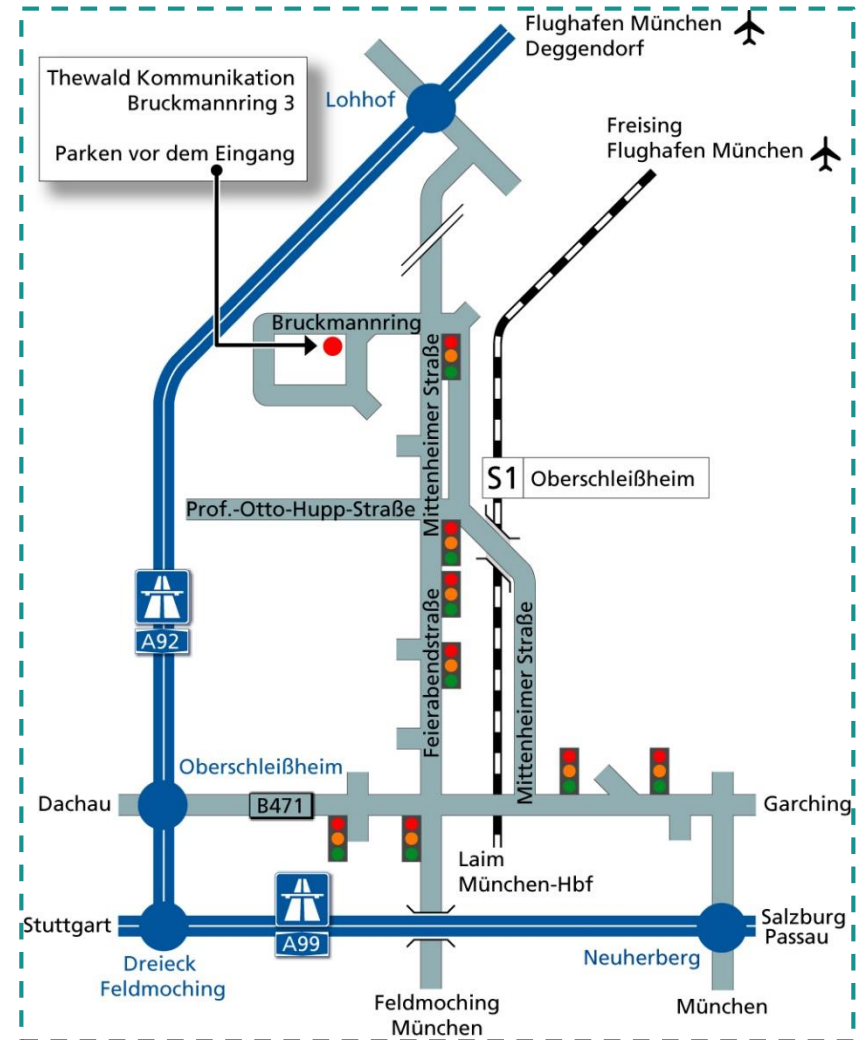 Flughafen München
Deggendorf
Thewald Kommunikation
Bruckmannring 3
Parken vor dem Eingang
Lohhof
Freising
Flughafen München
Bruckmannring
Mittenheimer Straße
S1 Oberschleißheim
Prof.-Otto-Hupp-Straße
A92
Feierabendstraße
Mittenheimer Straße
Oberschleißheim
Dachau
B471
Garching
Laim
München-Hbf
Stuttgart
A99
Salzburg
Passau
Dreieck
Feldmoching
Neuherberg
Feldmoching
München
München